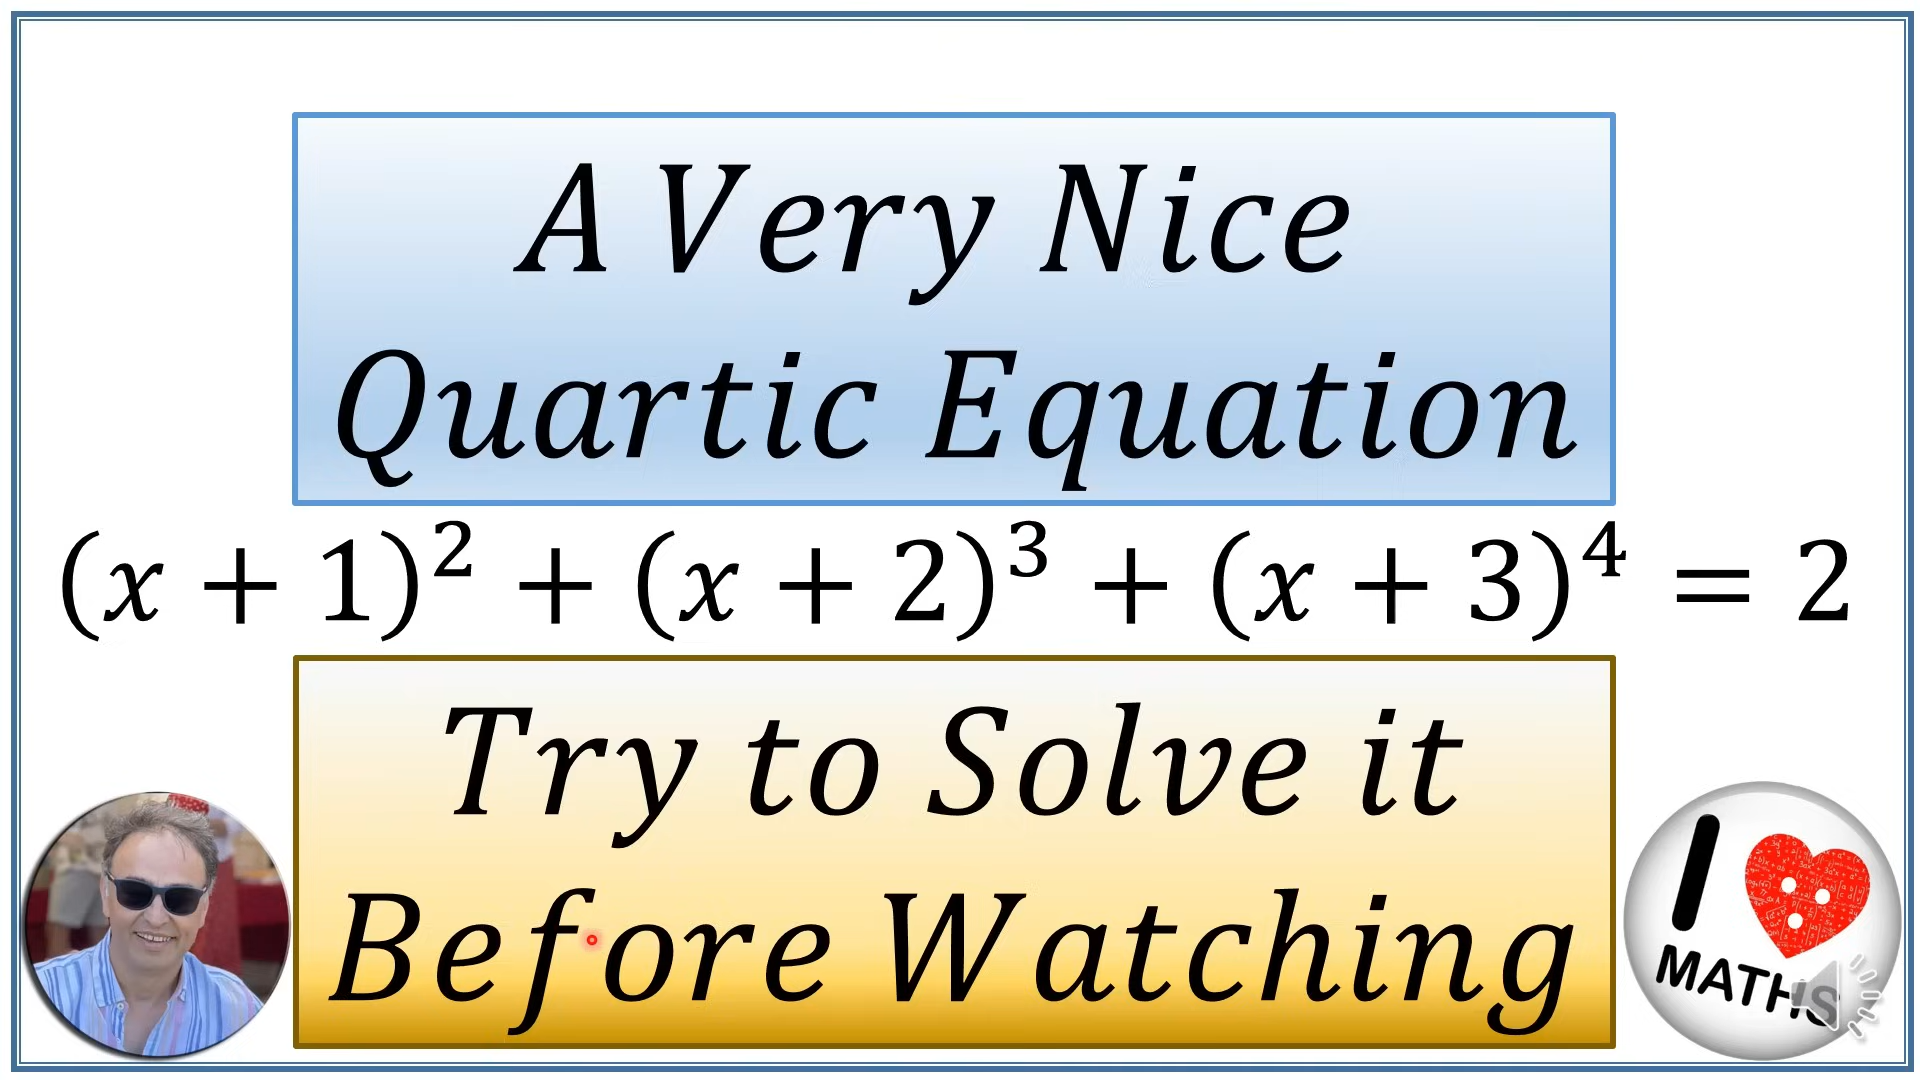 A Very Nice
Quartic Equation
(x + 1)² + (x + 2)³ + (x + 3)⁴ = 2
Try to Solve it
Before Watching
I
MATHS